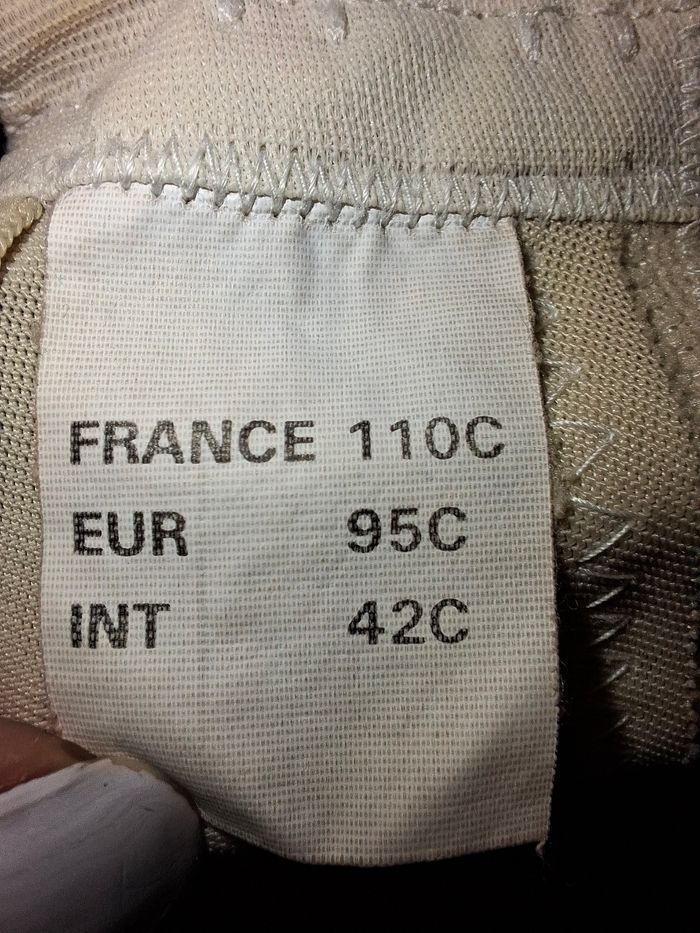 FRANCE 110C
EUR 95C
INT 42C